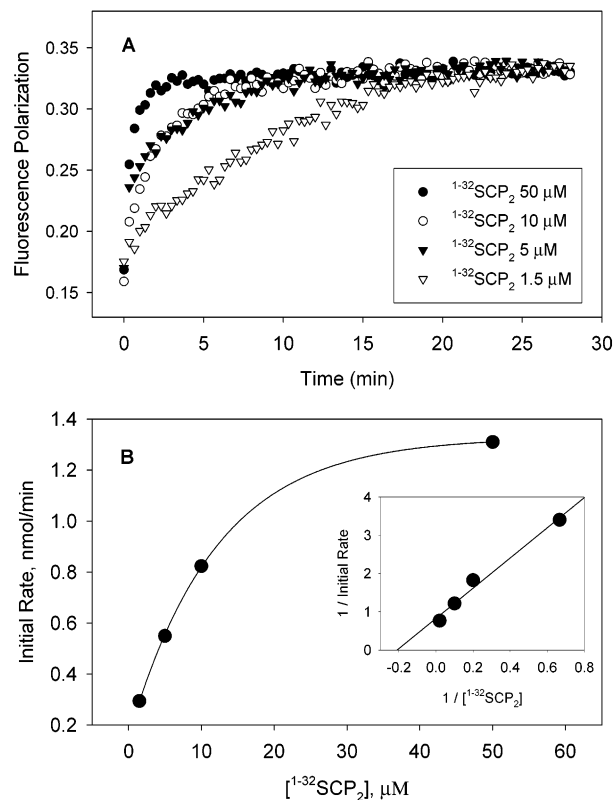 A
0.35
0.30
0.25
0.20
0.15
Fluorescence Polarization
¹⁻³²SCP₂ 50 μM
¹⁻³²SCP₂ 10 μM
¹⁻³²SCP₂ 5 μM
¹⁻³²SCP₂ 1.5 μM
0 5 10 15 20 25 30
Time (min)
B
1.4
1.2
1.0
0.8
0.6
0.4
0.2
Initial Rate, nmol/min
4
3
2
1
0
1 / Initial Rate
-0.2 0.0 0.2 0.4 0.6 0.8
1 / [¹⁻³²SCP₂]
0 10 20 30 40 50 60
[¹⁻³²SCP₂], μM